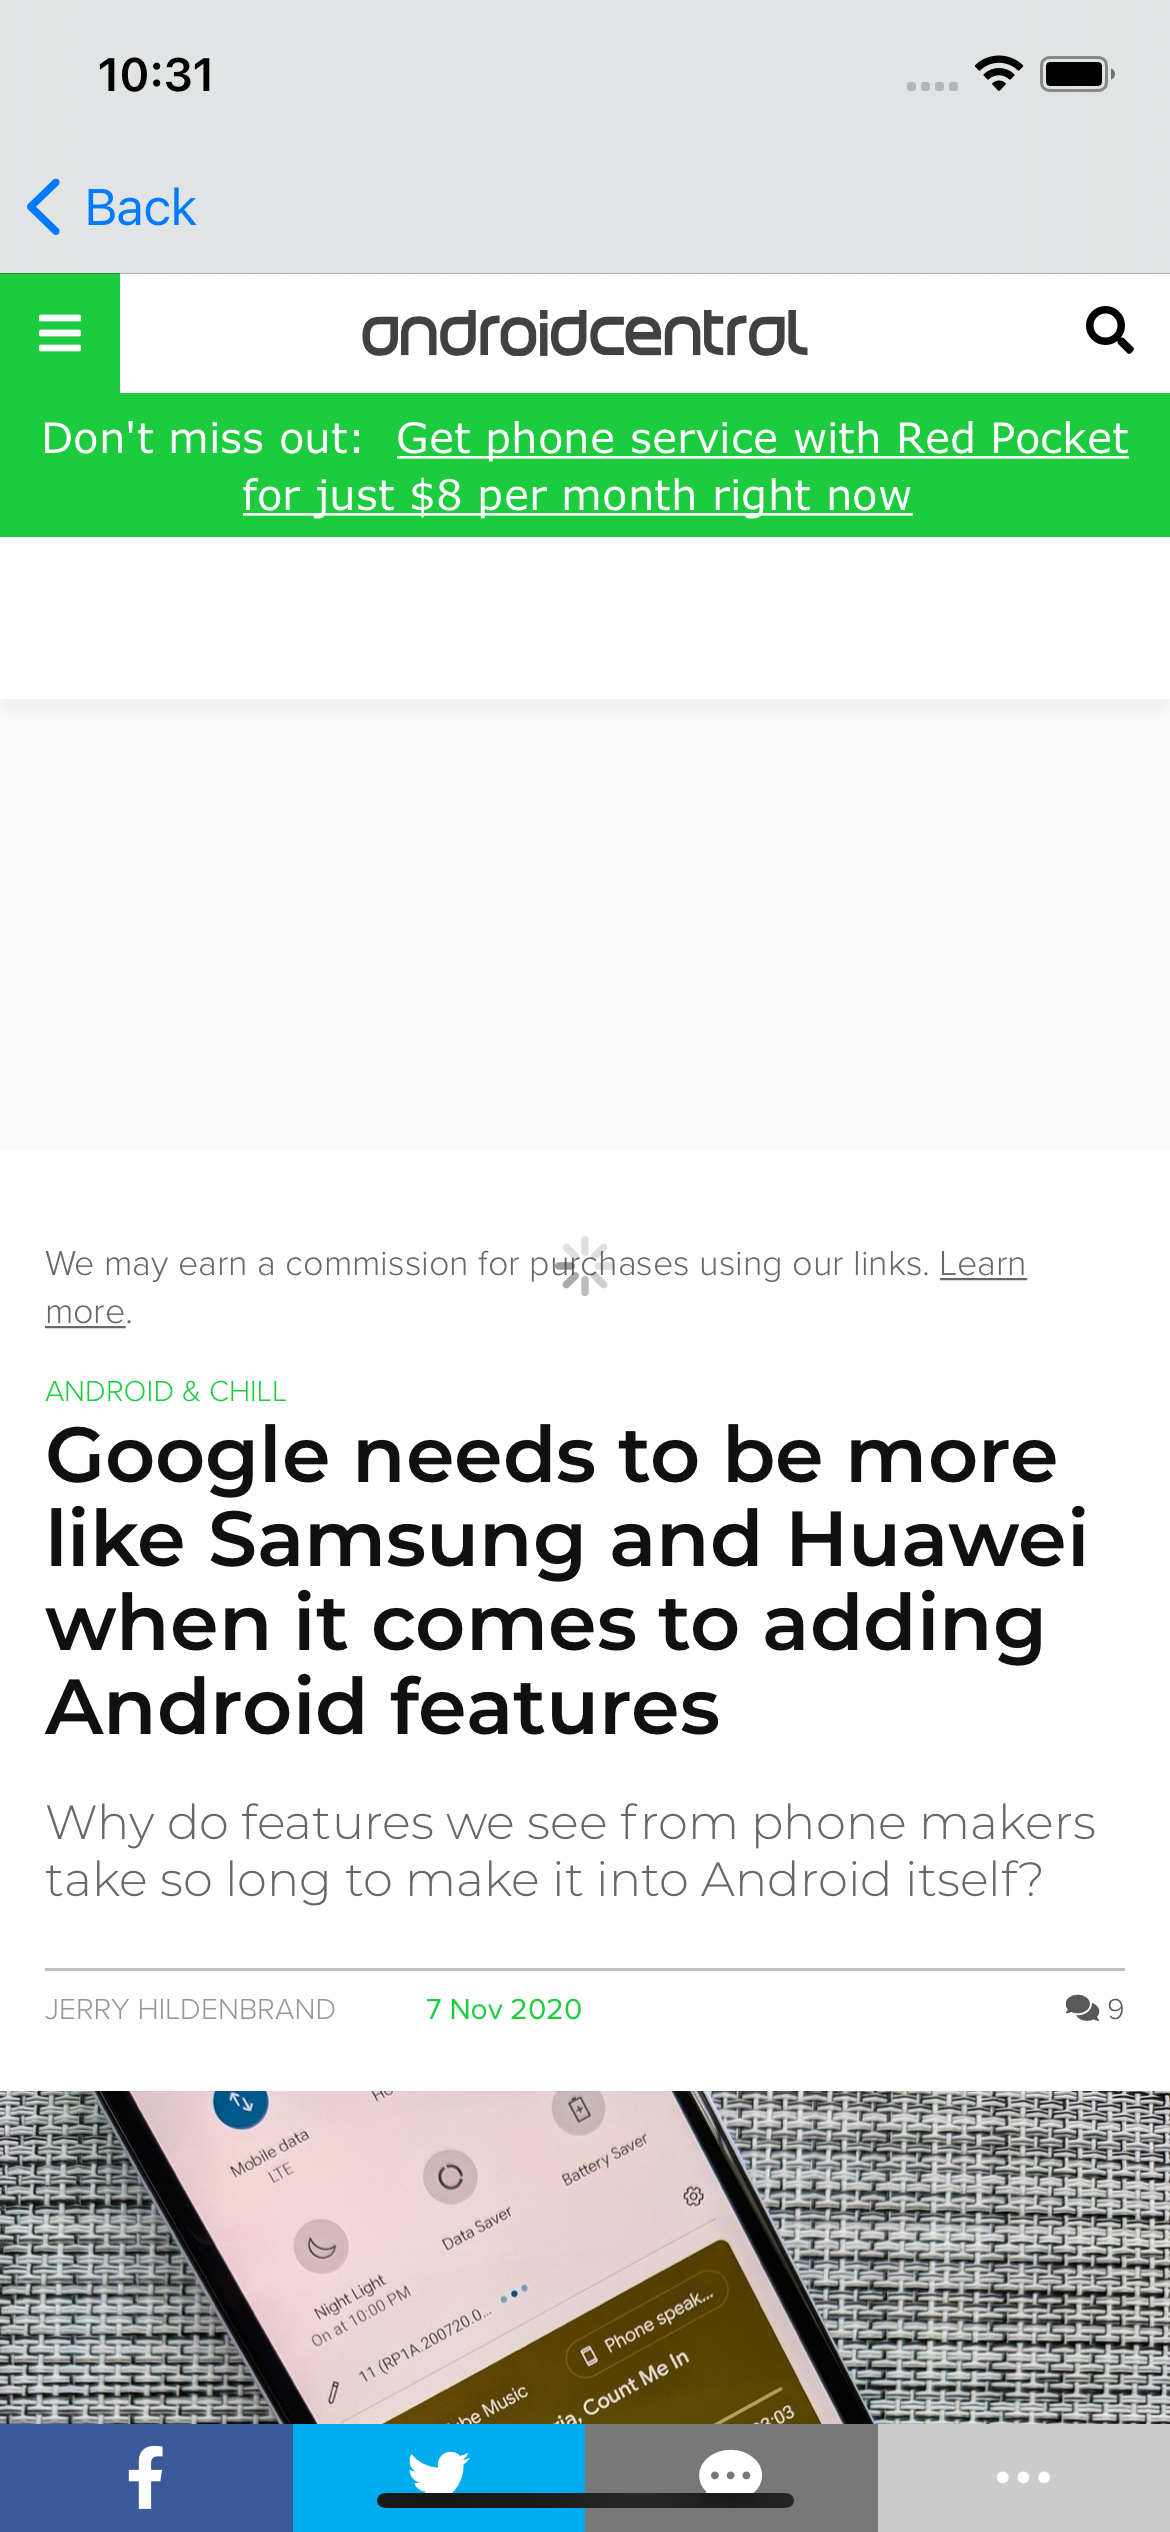 10:31
Back
androidcentral
Don't miss out: Get phone service with Red Pocket
for just $8 per month right now
We may earn a commission for purchases using our links. Learn
more.
ANDROID & CHILL
Google needs to be more
like Samsung and Huawei
when it comes to adding
Android features
Why do features we see from phone makers
take so long to make it into Android itself?
JERRY HILDENBRAND 7 Nov 2020 9
Mobile data
LTE
Battery Saver
Data Saver
Night Light
On at 10:00 PM
11 (RP1A.200720.0...
Phone speak...
Music
Count Me In